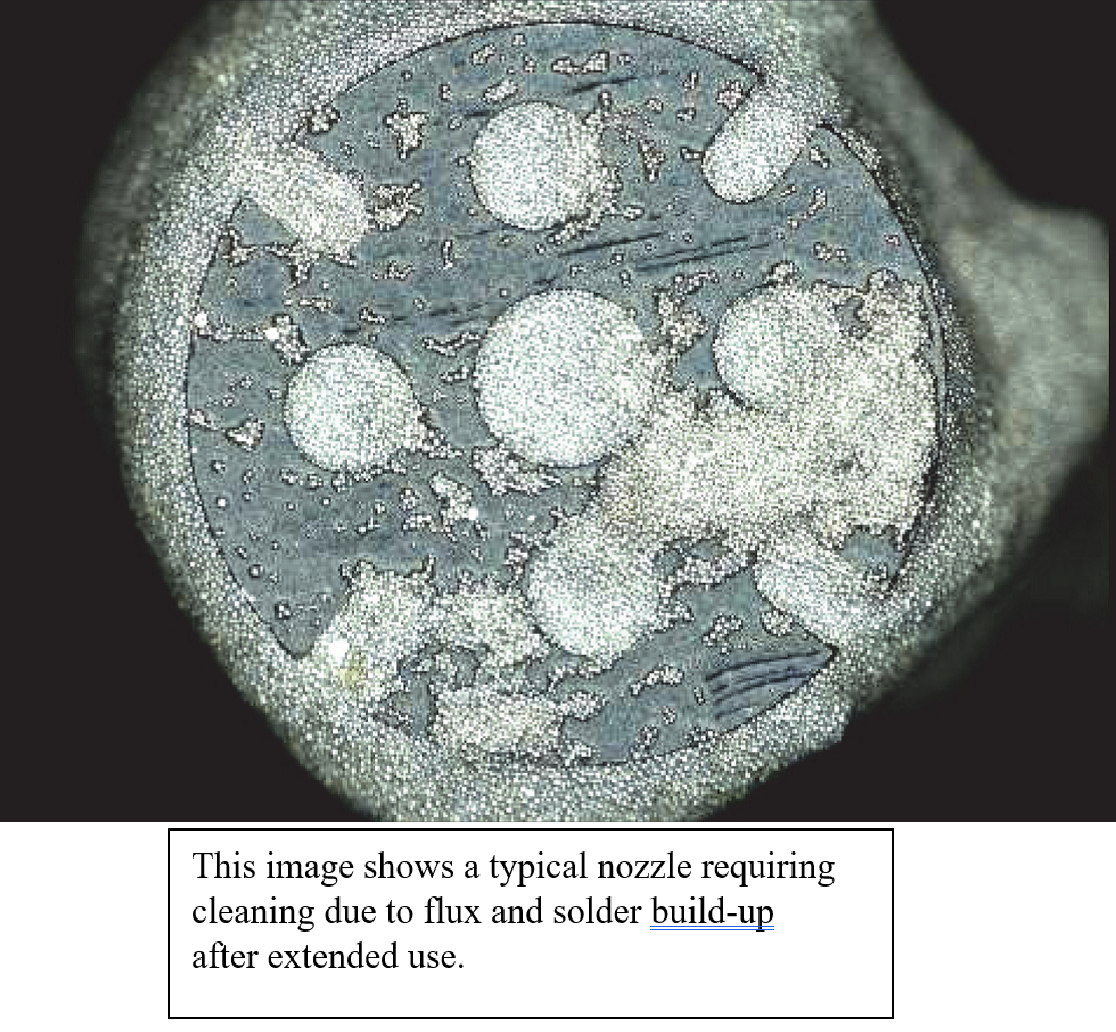 This image shows a typical nozzle requiring
cleaning due to flux and solder build-up
after extended use.